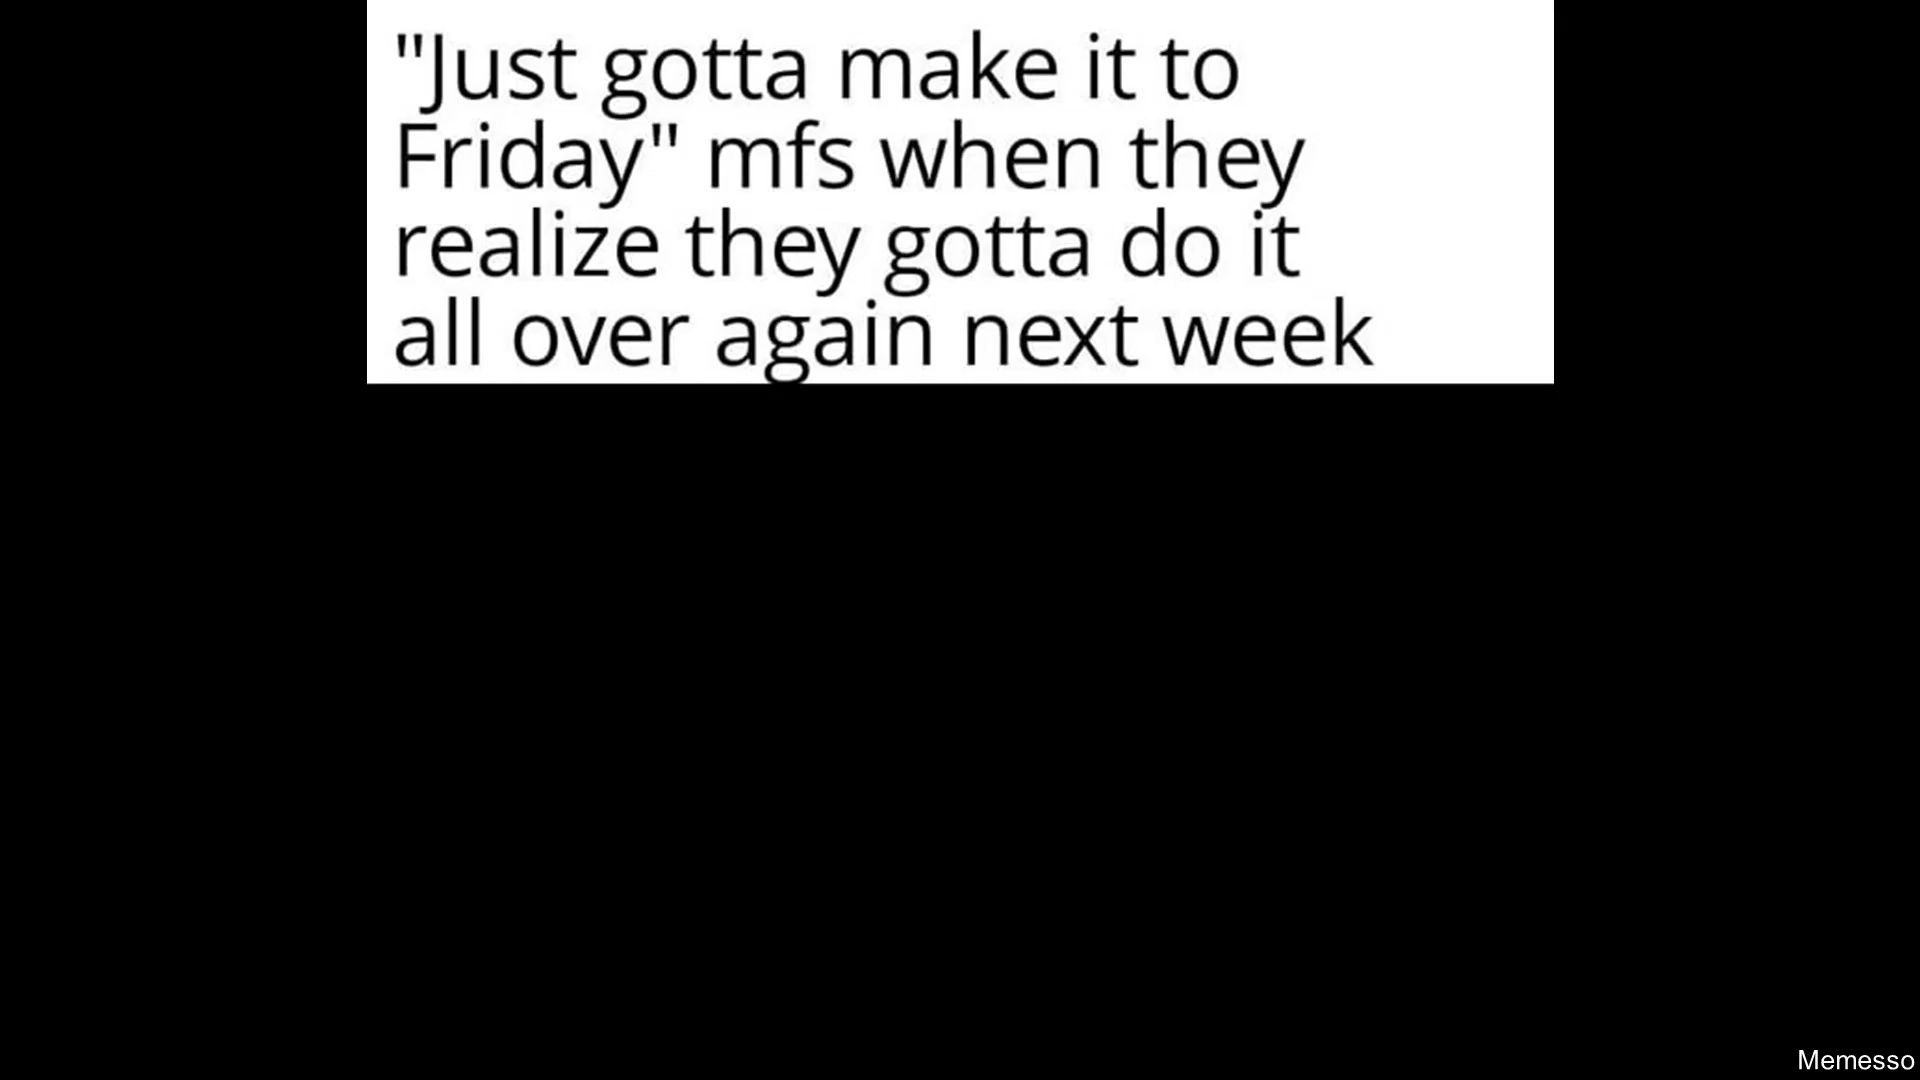 "Just gotta make it to
Friday" mfs when they
realize they gotta do it
all over again next week
Memesso